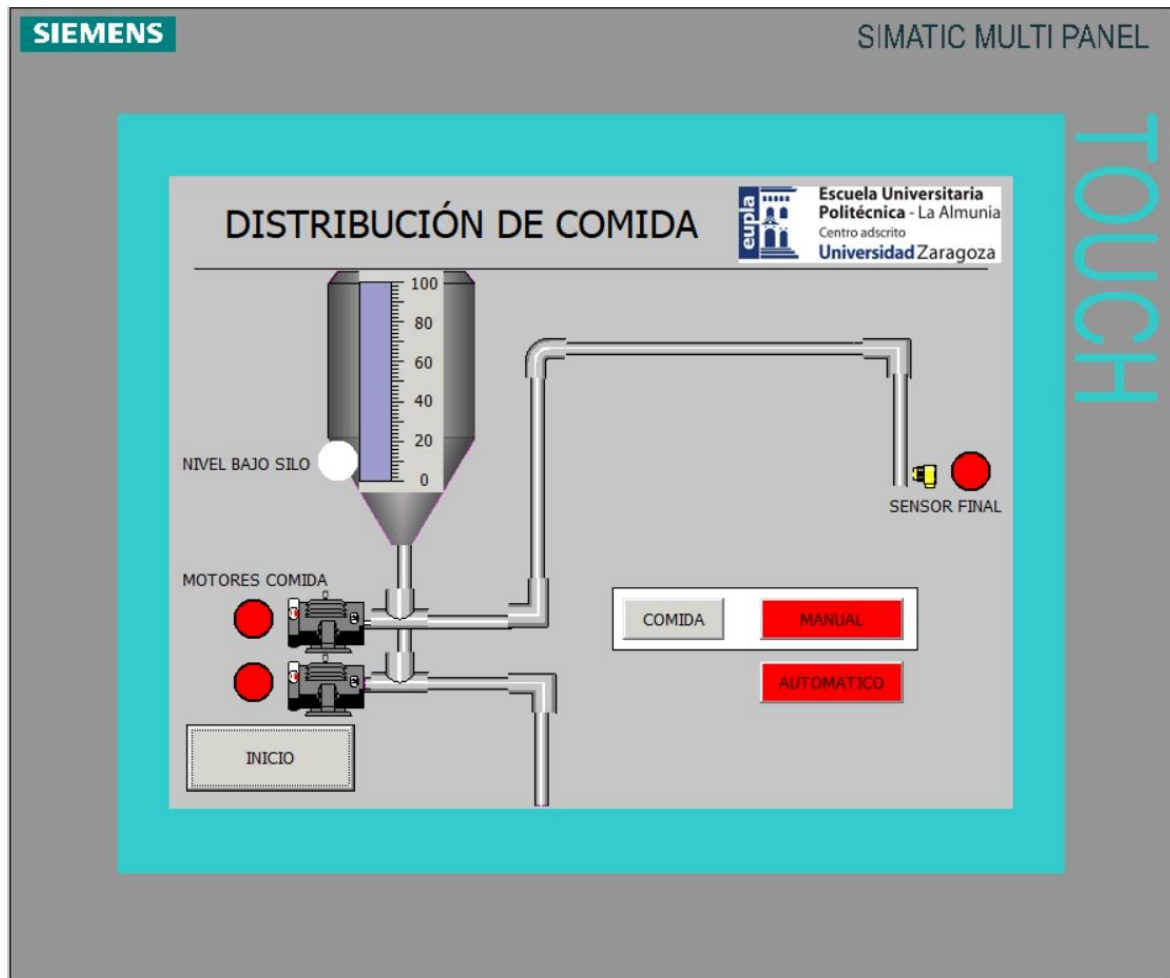 SIEMENS
SIMATIC MULTI PANEL
TOUCH
DISTRIBUCIÓN DE COMIDA
eupla
Escuela Universitaria
Politécnica - La Almunia
Centro adscrito
Universidad Zaragoza
100
80
60
40
20
0
NIVEL BAJO SILO
SENSOR FINAL
MOTORES COMIDA
COMIDA
MANUAL
AUTOMATICO
INICIO